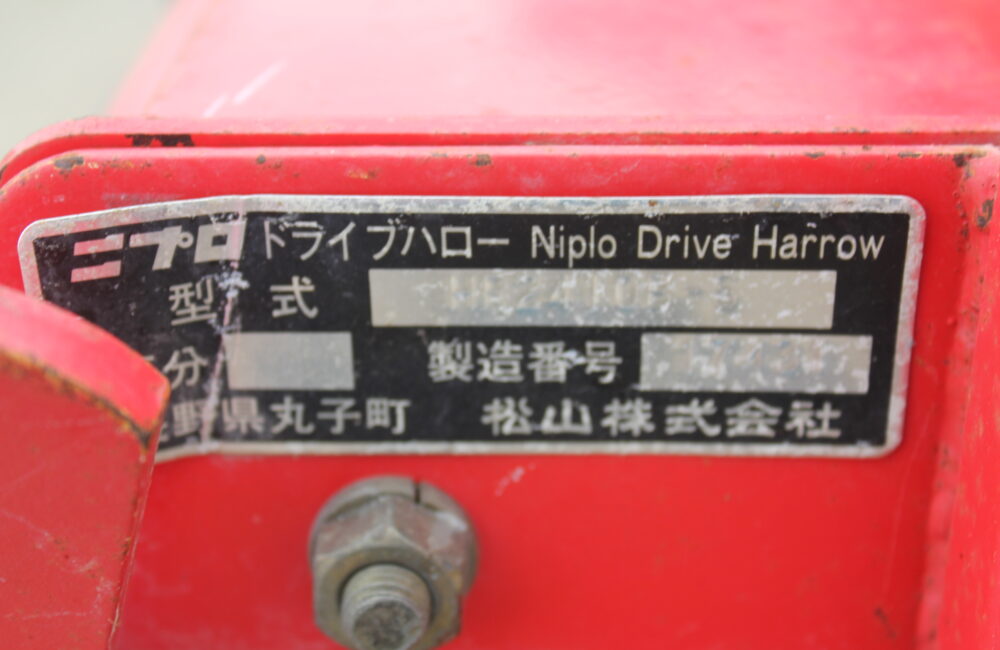 ニプロ ドライブハロー Niplo Drive Harrow
型式
分 製造番号
野県丸子町 松山株式会社